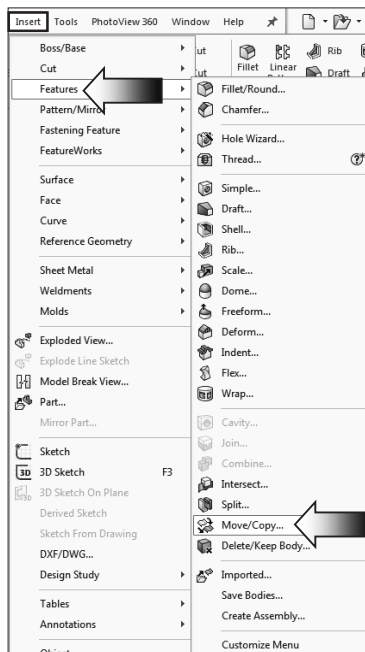 Insert Tools PhotoView 360 Window Help
Boss/Base
Cut
Features
Pattern/Mirror
Fastening Feature
FeatureWorks
Surface
Face
Curve
Reference Geometry
Sheet Metal
Weldments
Molds
Exploded View...
Explode Line Sketch
Model Break View...
Part...
Mirror Part...
Sketch
3D 3D Sketch F3
3D Sketch On Plane
Derived Sketch
Sketch From Drawing
DXF/DWG...
Design Study
Tables
Annotations
Rib
Fillet Linear
Draft
Fillet/Round...
Chamfer...
Hole Wizard...
Thread...
Simple...
Draft...
Shell...
Rib...
Scale...
Dome...
Freeform...
Deform...
Indent...
Flex...
Wrap...
Cavity...
Join...
Combine...
Intersect...
Split...
Move/Copy...
Delete/Keep Body...
Imported...
Save Bodies...
Create Assembly...
Customize Menu